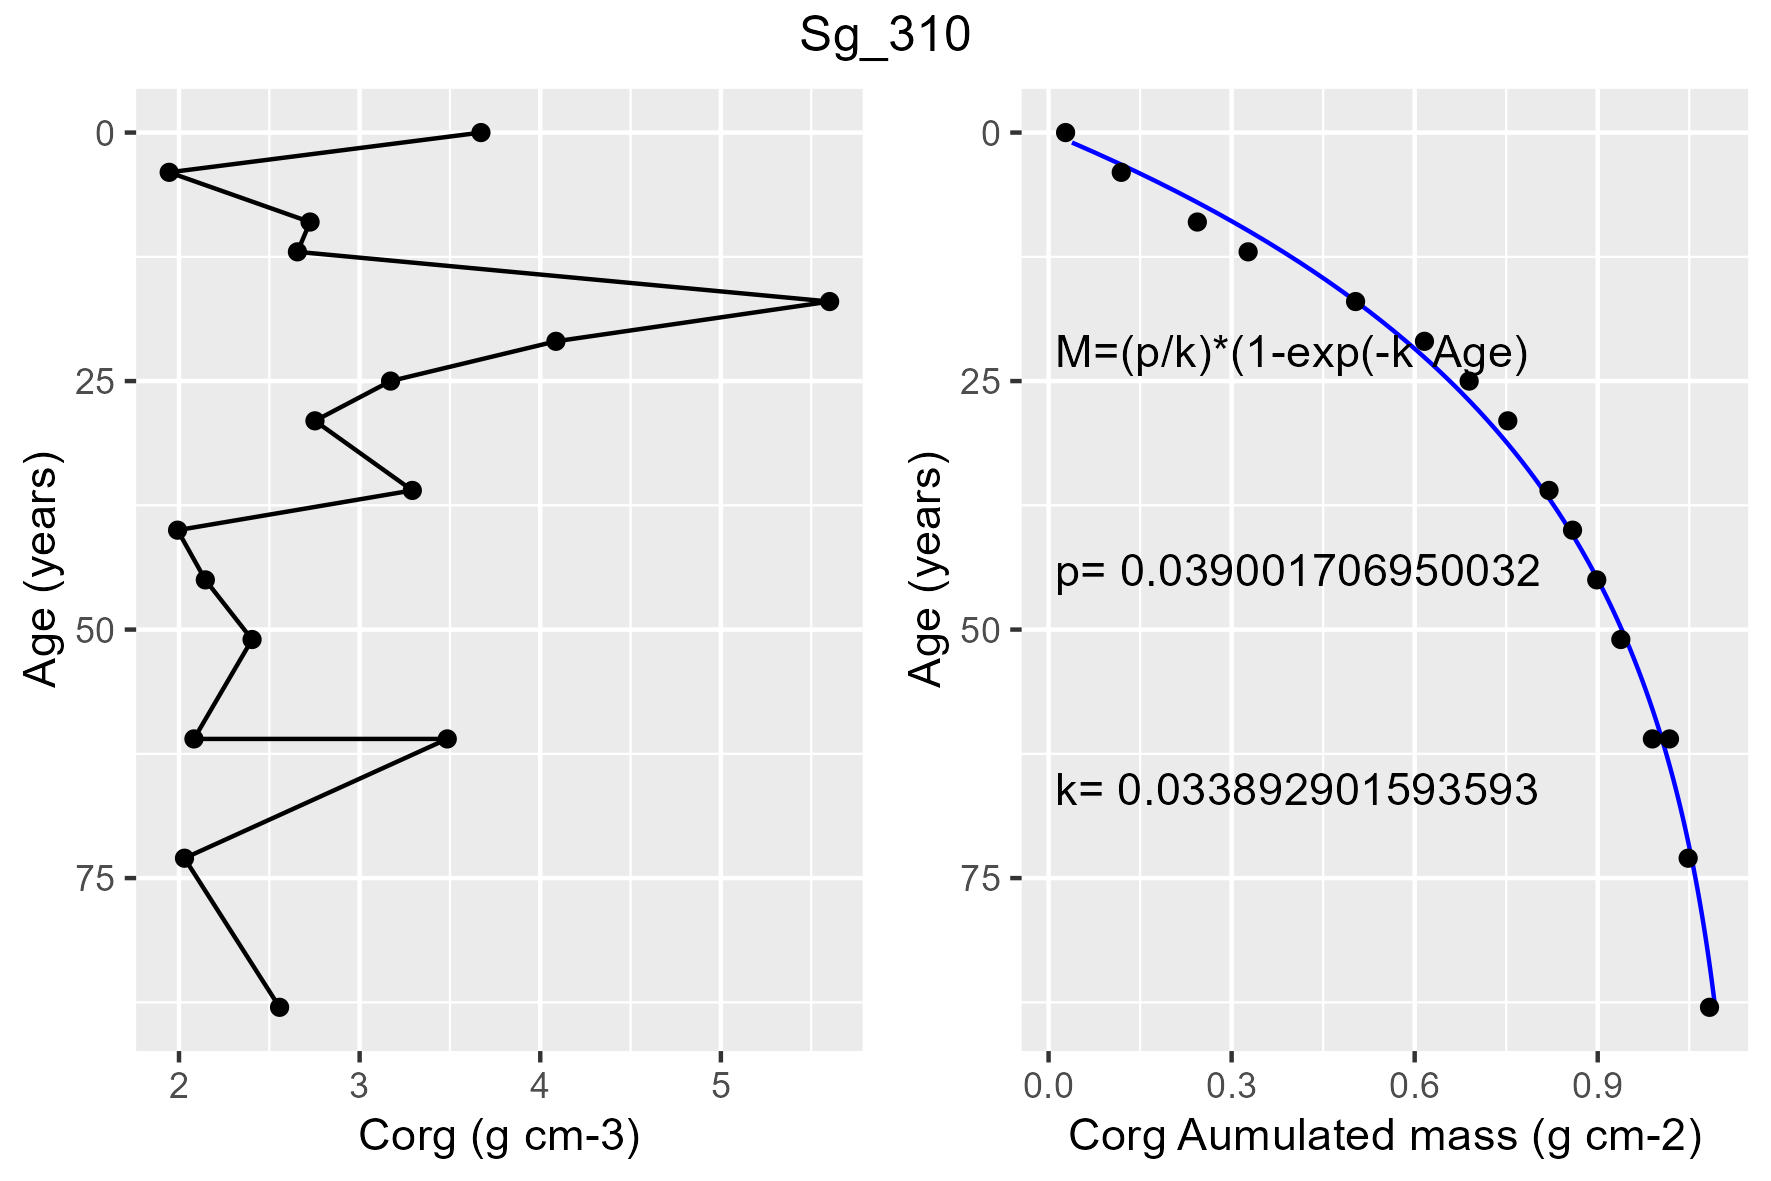 Sg_310
0
25
50
75
Age (years)
2 3 4 5
Corg (g cm-3)
0
25
50
75
Age (years)
M=(p/k)*(1-exp(-k*Age)
p= 0.039001706950032
k= 0.033892901593593
0.0 0.3 0.6 0.9
Corg Aumulated mass (g cm-2)